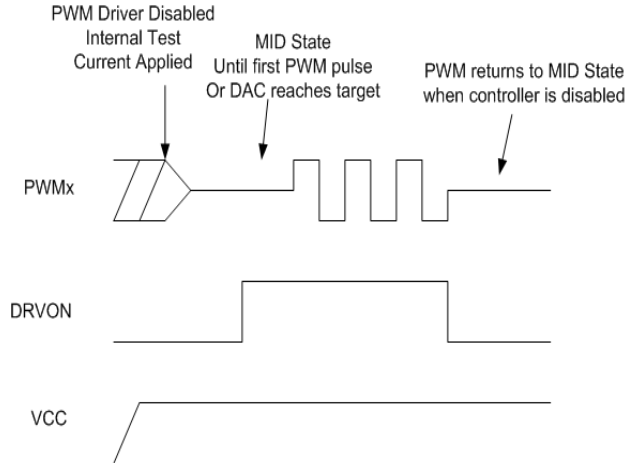 PWM Driver Disabled
Internal Test
Current Applied
MID State
Until first PWM pulse
Or DAC reaches target
PWM returns to MID State
when controller is disabled
PWMx
DRVON
VCC